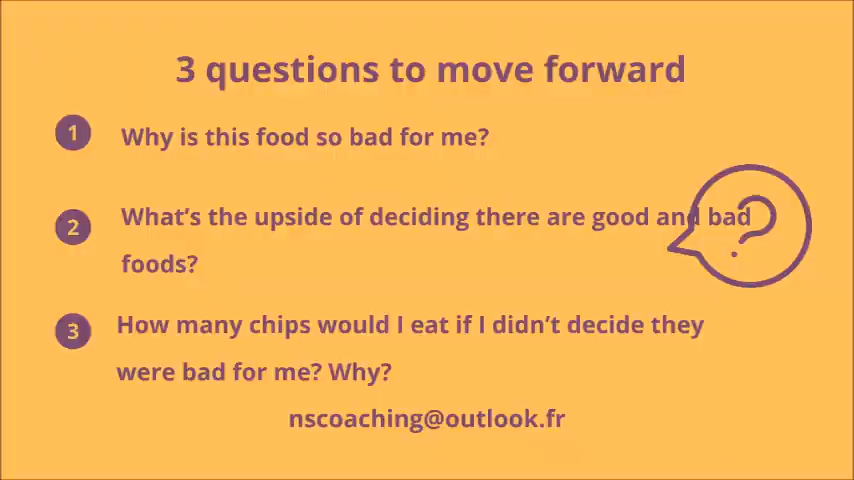 3 questions to move forward
1
Why is this food so bad for me?
2
What's the upside of deciding there are good and bad
foods?
3
How many chips would I eat if I didn't decide they
were bad for me? Why?
nscoaching@outlook.fr
?